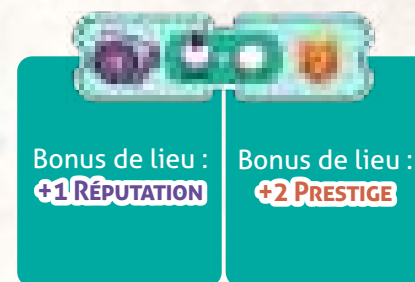 Bonus de lieu :
+1 RÉPUTATION
Bonus de lieu :
+2 PRESTIGE